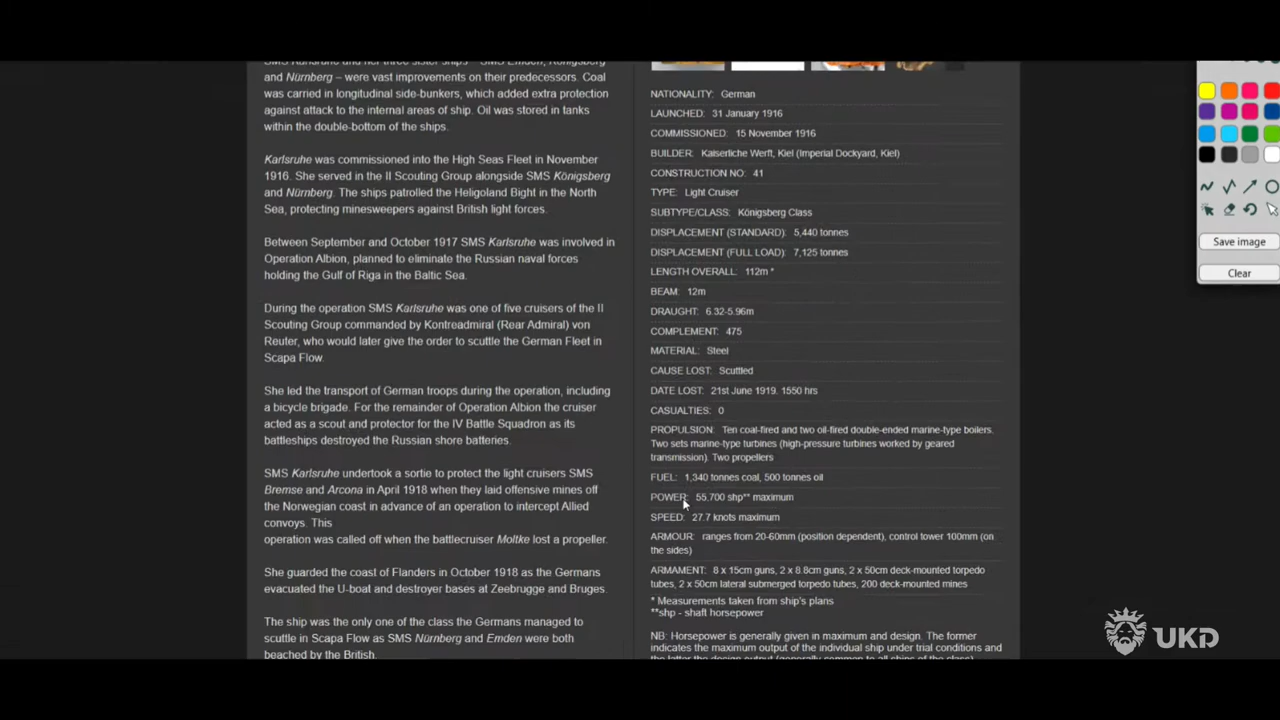 SMS Karlsruhe and her three sister ships – SMS Emden, Königsberg
and Nürnberg – were vast improvements on their predecessors. Coal
was carried in longitudinal side-bunkers, which added extra protection
against attack to the internal areas of ship. Oil was stored in tanks
within the double-bottom of the ships.
Karlsruhe was commissioned into the High Seas Fleet in November
1916. She served in the II Scouting Group alongside SMS Königsberg
and Nürnberg. The ships patrolled the Heligoland Bight in the North
Sea, protecting minesweepers against British light forces.
Between September and October 1917 SMS Karlsruhe was involved in
Operation Albion, planned to eliminate the Russian naval forces
holding the Gulf of Riga in the Baltic Sea.
During the operation SMS Karlsruhe was one of five cruisers of the II
Scouting Group commanded by Kontreadmiral (Rear Admiral) von
Reuter, who would later give the order to scuttle the German Fleet in
Scapa Flow.
She led the transport of German troops during the operation, including
a bicycle brigade. For the remainder of Operation Albion the cruiser
acted as a scout and protector for the IV Battle Squadron as its
battleships destroyed the Russian shore batteries.
SMS Karlsruhe undertook a sortie to protect the light cruisers SMS
Bremse and Arcona in April 1918 when they laid offensive mines off
the Norwegian coast in advance of an operation to intercept Allied
convoys. This
operation was called off when the battlecruiser Moltke lost a propeller.
She guarded the coast of Flanders in October 1918 as the Germans
evacuated the U-boat and destroyer bases at Zeebrugge and Bruges.
The ship was the only one of the class the Germans managed to
scuttle in Scapa Flow as SMS Nürnberg and Emden were both
beached by the British.
NATIONALITY: German
LAUNCHED: 31 January 1916
COMMISSIONED: 15 November 1916
BUILDER: Kaiserliche Werft, Kiel (Imperial Dockyard, Kiel)
CONSTRUCTION NO: 41
TYPE: Light Cruiser
SUBTYPE/CLASS: Königsberg Class
DISPLACEMENT (STANDARD): 5,440 tonnes
DISPLACEMENT (FULL LOAD): 7,125 tonnes
LENGTH OVERALL: 112m *
BEAM: 12m
DRAUGHT: 6.32-5.96m
COMPLEMENT: 475
MATERIAL: Steel
CAUSE LOST: Scuttled
DATE LOST: 21st June 1919. 1550 hrs
CASUALTIES: 0
PROPULSION: Ten coal-fired and two oil-fired double-ended marine-type boilers.
Two sets marine-type turbines (high-pressure turbines worked by geared
transmission). Two propellers
FUEL: 1,340 tonnes coal, 500 tonnes oil
POWER: 55,700 shp** maximum
SPEED: 27.7 knots maximum
ARMOUR: ranges from 20-60mm (position dependent), control tower 100mm (on
the sides)
ARMAMENT: 8 x 15cm guns, 2 x 8.8cm guns, 2 x 50cm deck-mounted torpedo
tubes, 2 x 50cm lateral submerged torpedo tubes, 200 deck-mounted mines
* Measurements taken from ship's plans
**shp - shaft horsepower
NB: Horsepower is generally given in maximum and design. The former
indicates the maximum output of the individual ship under trial conditions and
the latter the design output (generally common to all ships of the class).
Save image
Clear
UKD